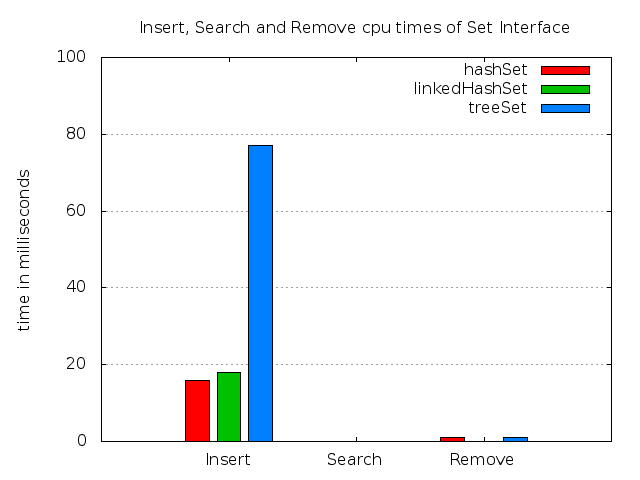 Insert, Search and Remove cpu times of Set Interface
100
80
60
40
20
0
time in milliseconds
hashSet
linkedHashSet
treeSet
Insert
Search
Remove